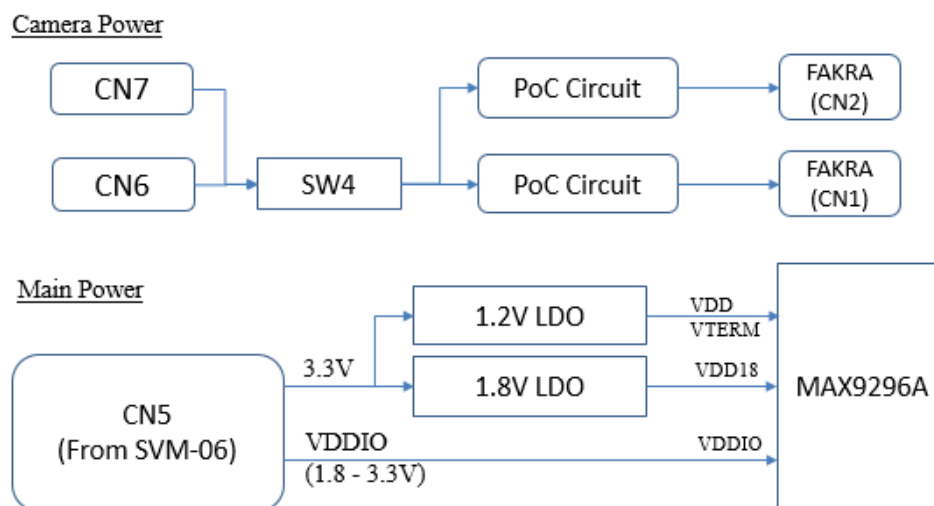 Camera Power
CN7
PoC Circuit
FAKRA
(CN2)
CN6
SW4
PoC Circuit
FAKRA
(CN1)
Main Power
1.2V LDO
VDD
VTERM
3.3V
1.8V LDO
VDD18
MAX9296A
CN5
(From SVM-06)
VDDIO
(1.8 - 3.3V)
VDDIO